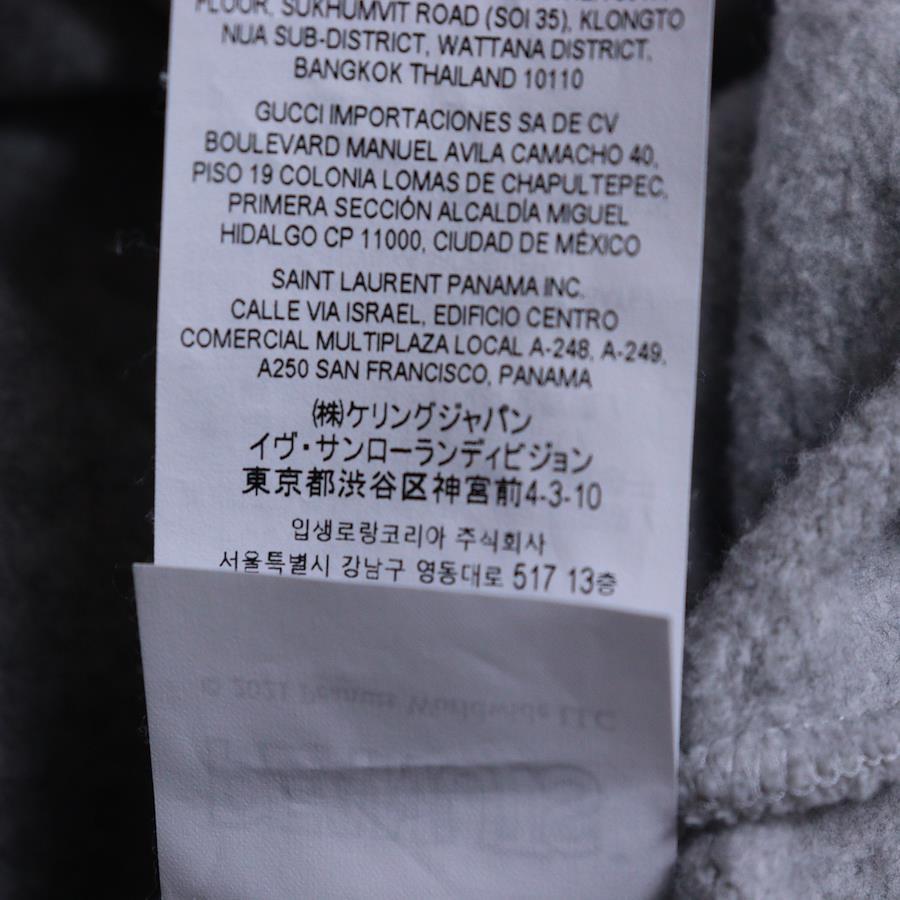 FLOOR, SUKHUMVIT ROAD (SOI 35), KLONGTO
NUA SUB-DISTRICT, WATTANA DISTRICT,
BANGKOK THAILAND 10110
GUCCI IMPORTACIONES SA DE CV
BOULEVARD MANUEL AVILA CAMACHO 40,
PISO 19 COLONIA LOMAS DE CHAPULTEPEC,
PRIMERA SECCIÓN ALCALDÍA MIGUEL
HIDALGO CP 11000, CIUDAD DE MÉXICO
SAINT LAURENT PANAMA INC,
CALLE VIA ISRAEL, EDIFICIO CENTRO
COMERCIAL MULTIPLAZA LOCAL A-248, A-249,
A250 SAN FRANCISCO, PANAMA
㈱ケリングジャパン
イヴ・サンローランディビジョン
東京都渋谷区神宮前4-3-10
입생로랑코리아 주식회사
서울특별시 강남구 영동대로 517 13층
© 2021 Peanuts Worldwide LLC